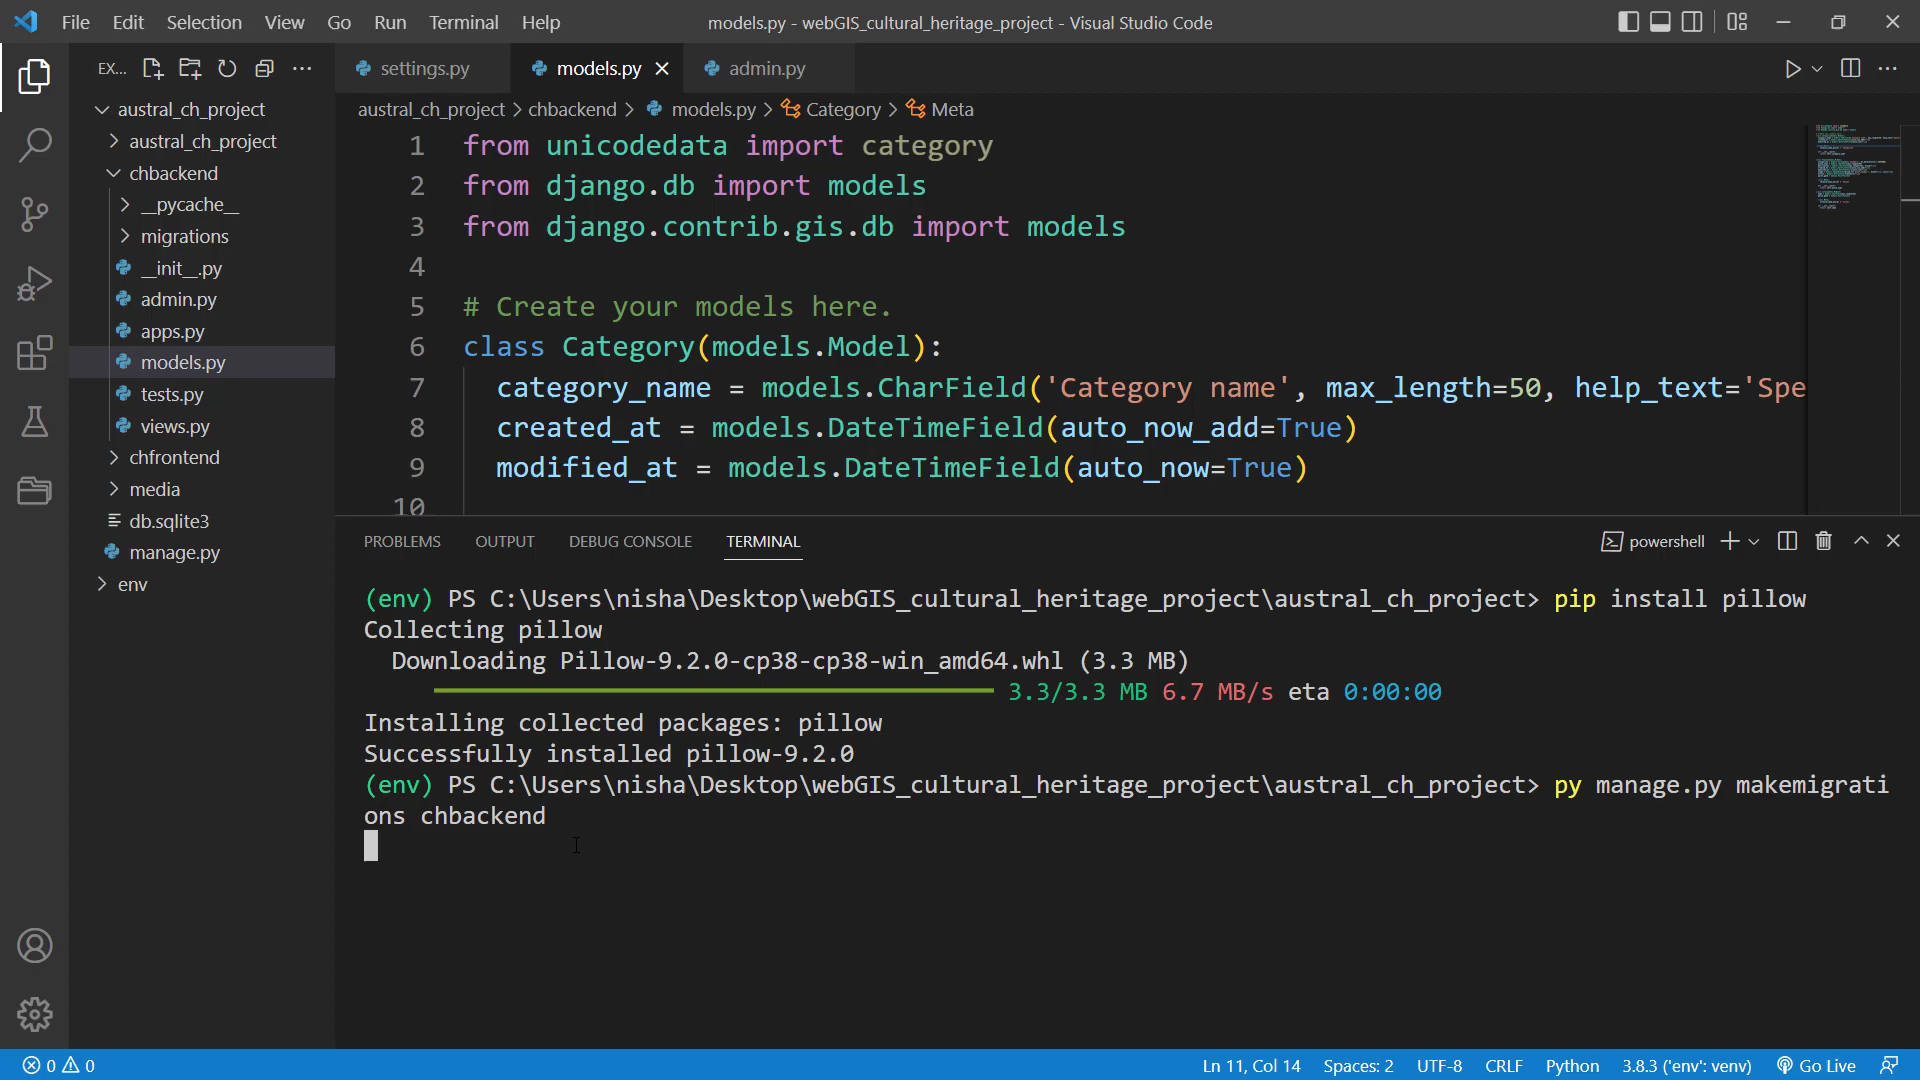 File Edit Selection View Go Run Terminal Help
models.py - webGIS_cultural_heritage_project - Visual Studio Code
EX...
settings.py
models.py
admin.py
austral_ch_project > chbackend > models.py > Category > Meta
austral_ch_project
austral_ch_project
chbackend
__pycache__
migrations
__init__.py
admin.py
apps.py
models.py
tests.py
views.py
chfrontend
media
db.sqlite3
manage.py
env
1 from unicodedata import category
2 from django.db import models
3 from django.contrib.gis.db import models
4
5 # Create your models here.
6 class Category(models.Model):
7 category_name = models.CharField('Category name', max_length=50, help_text='Spe
8 created_at = models.DateTimeField(auto_now_add=True)
9 modified_at = models.DateTimeField(auto_now=True)
10
PROBLEMS OUTPUT DEBUG CONSOLE TERMINAL
powershell
(env) PS C:\Users\nisha\Desktop\webGIS_cultural_heritage_project\austral_ch_project> pip install pillow
Collecting pillow
Downloading Pillow-9.2.0-cp38-cp38-win_amd64.whl (3.3 MB)
3.3/3.3 MB 6.7 MB/s eta 0:00:00
Installing collected packages: pillow
Successfully installed pillow-9.2.0
(env) PS C:\Users\nisha\Desktop\webGIS_cultural_heritage_project\austral_ch_project> py manage.py makemigrati
ons chbackend
0 0
Ln 11, Col 14 Spaces: 2 UTF-8 CRLF Python 3.8.3 ('env': venv) Go Live